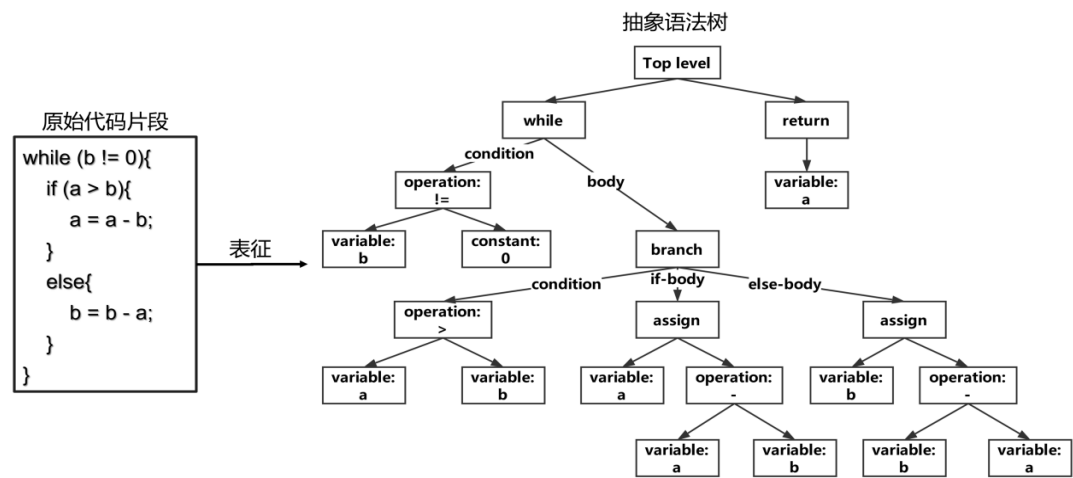 抽象语法树
Top level
while
return
condition
body
operation:
!=
variable:
a
variable:
b
constant:
0
branch
condition
if-body
else-body
operation:
>
assign
assign
variable:
a
variable:
b
variable:
a
operation:
-
variable:
b
operation:
-
variable:
a
variable:
b
variable:
b
variable:
a
原始代码片段
while (b != 0){
if (a > b){
a = a - b;
}
else{
b = b - a;
}
}
表征